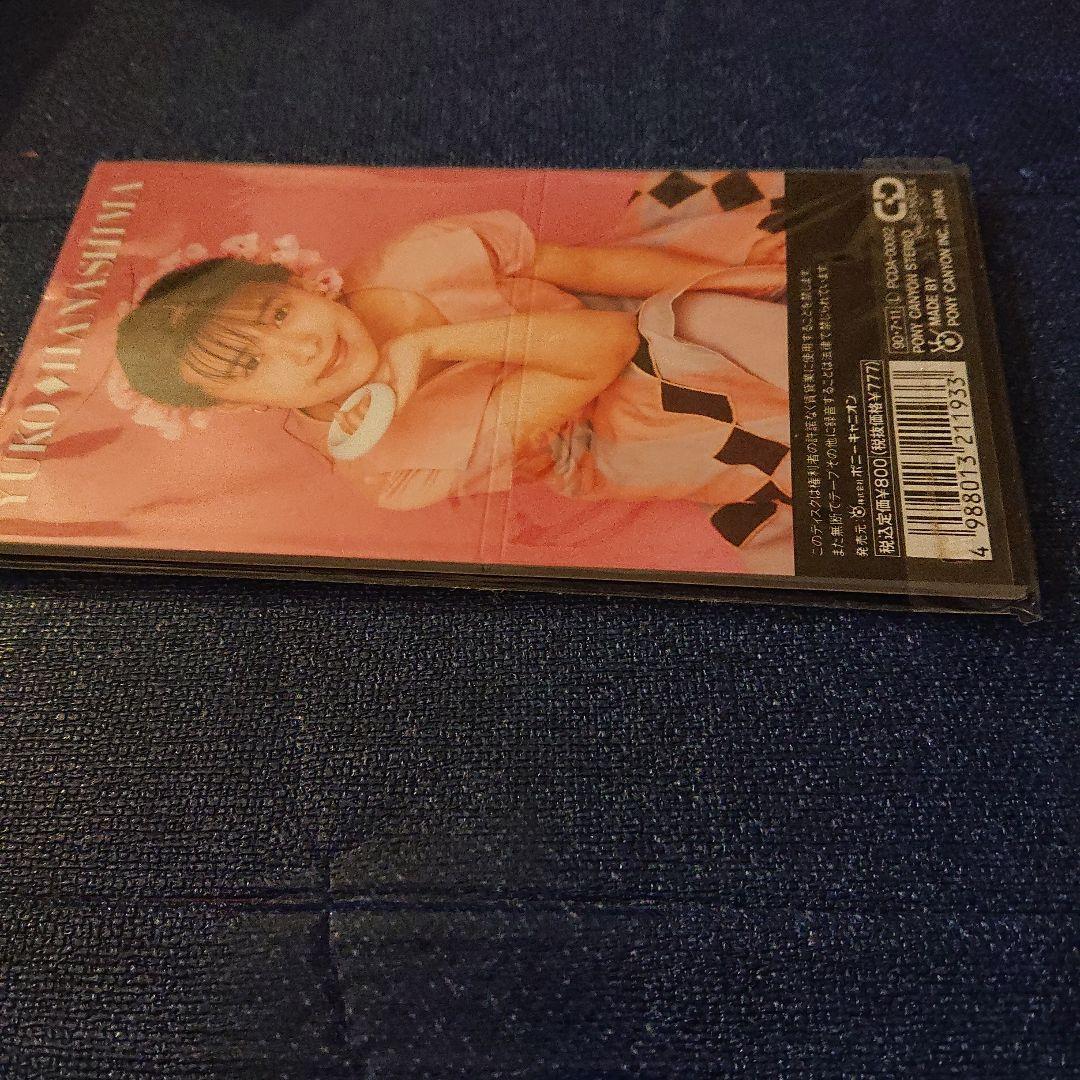 YUKO◆HANASHIMA
このディスクは権利者の許諾なく賃貸業に使用することを禁じます。
また無断でテープその他に録音することは法律で禁じられています。
発売元:株式会社 ポニーキャニオン
税込定価¥800(税抜価格¥777)
90・7・11
PCDA-00082
PONY CANYON STEREO
MADE BY
PONY CANYON INC. JAPAN
CD
4 988013 211933